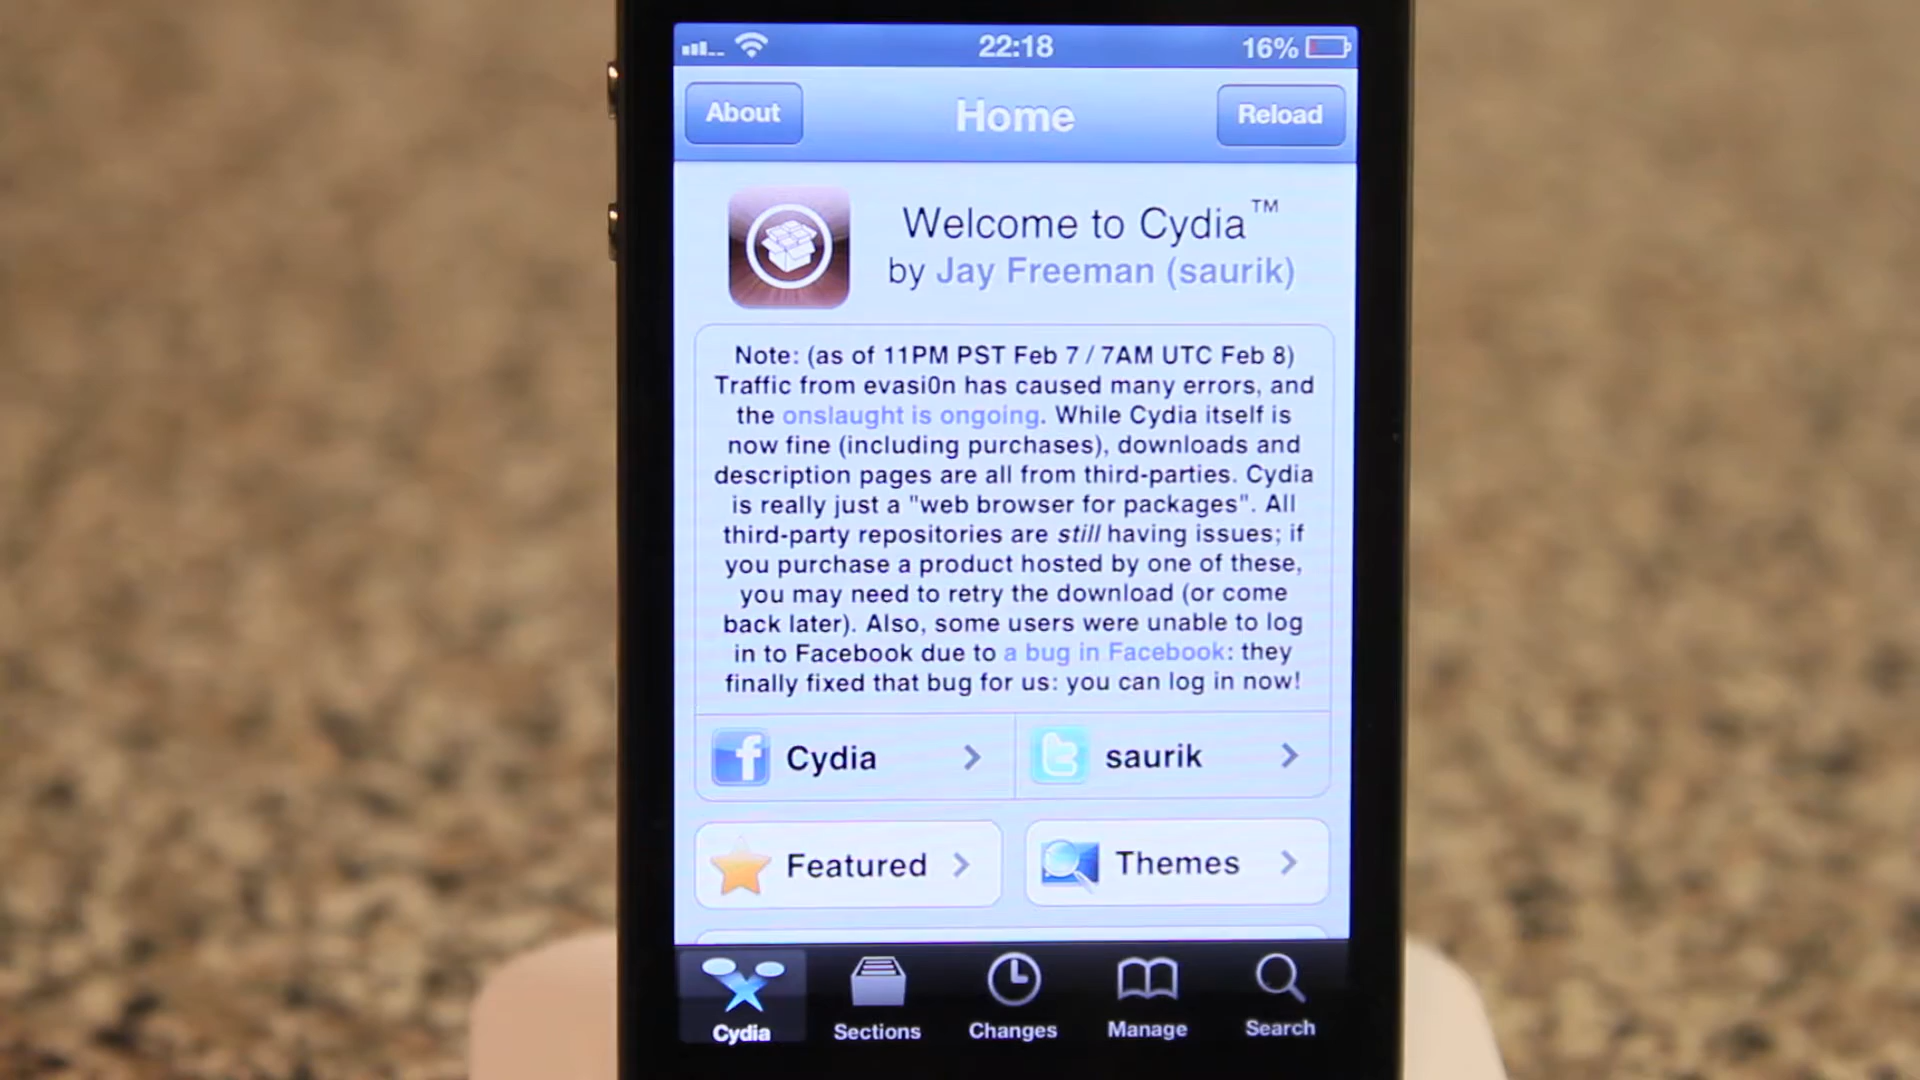 22:18
16%
About
Home
Reload
Welcome to Cydia™
by Jay Freeman (saurik)
Note: (as of 11PM PST Feb 7 / 7AM UTC Feb 8)
Traffic from evasi0n has caused many errors, and
the onslaught is ongoing. While Cydia itself is
now fine (including purchases), downloads and
description pages are all from third-parties. Cydia
is really just a "web browser for packages". All
third-party repositories are still having issues; if
you purchase a product hosted by one of these,
you may need to retry the download (or come
back later). Also, some users were unable to log
in to Facebook due to a bug in Facebook: they
finally fixed that bug for us: you can log in now!
Cydia
saurik
Featured
Themes
Cydia
Sections
Changes
Manage
Search